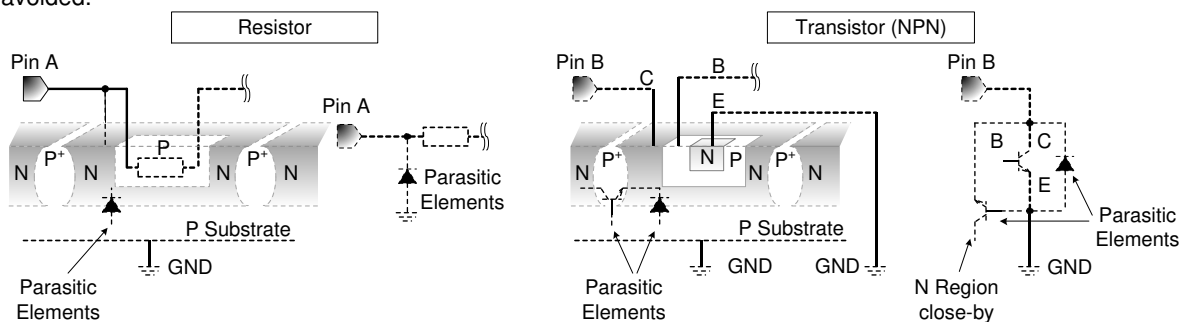 avoided.
Resistor
Transistor (NPN)
Pin A
Pin A
N
P+
N
P
N
P+
N
Parasitic
Elements
P Substrate
GND
Parasitic
Elements
Pin B
C
B
E
N
P+
N
N
P
N
P+
N
P Substrate
GND
GND
Parasitic
Elements
Pin B
B
C
E
Parasitic
Elements
GND
N Region
close-by